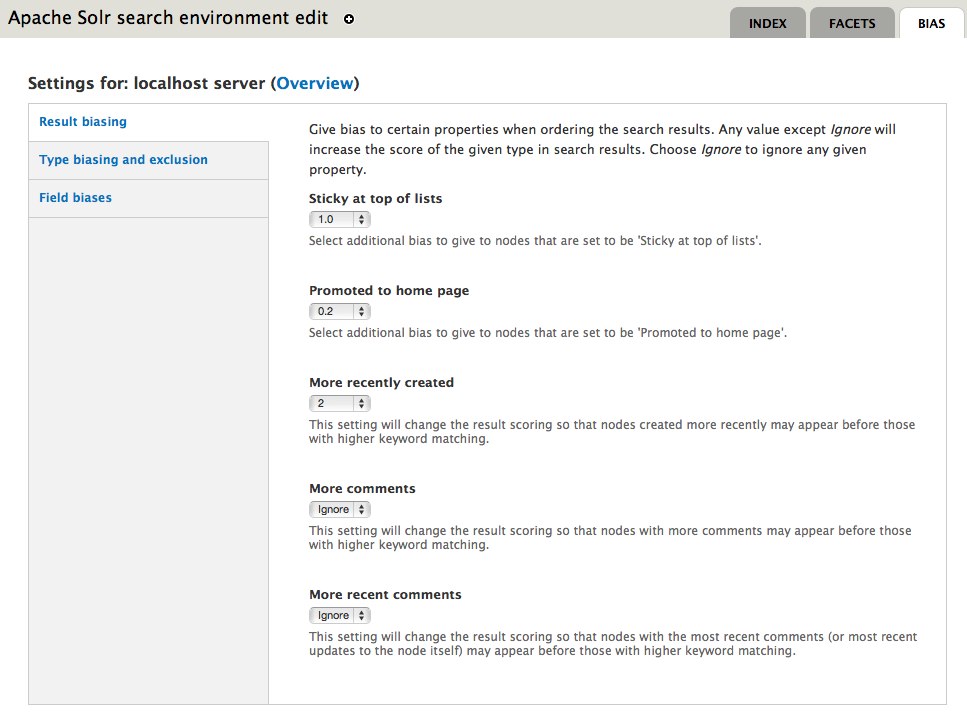 Apache Solr search environment edit
INDEX
FACETS
BIAS
Settings for: localhost server (Overview)
Result biasing
Type biasing and exclusion
Field biases
Give bias to certain properties when ordering the search results. Any value except Ignore will
increase the score of the given type in search results. Choose Ignore to ignore any given
property.
Sticky at top of lists
1.0
Select additional bias to give to nodes that are set to be 'Sticky at top of lists'.
Promoted to home page
0.2
Select additional bias to give to nodes that are set to be 'Promoted to home page'.
More recently created
2
This setting will change the result scoring so that nodes created more recently may appear before those
with higher keyword matching.
More comments
Ignore
This setting will change the result scoring so that nodes with more comments may appear before those
with higher keyword matching.
More recent comments
Ignore
This setting will change the result scoring so that nodes with the most recent comments (or most recent
updates to the node itself) may appear before those with higher keyword matching.